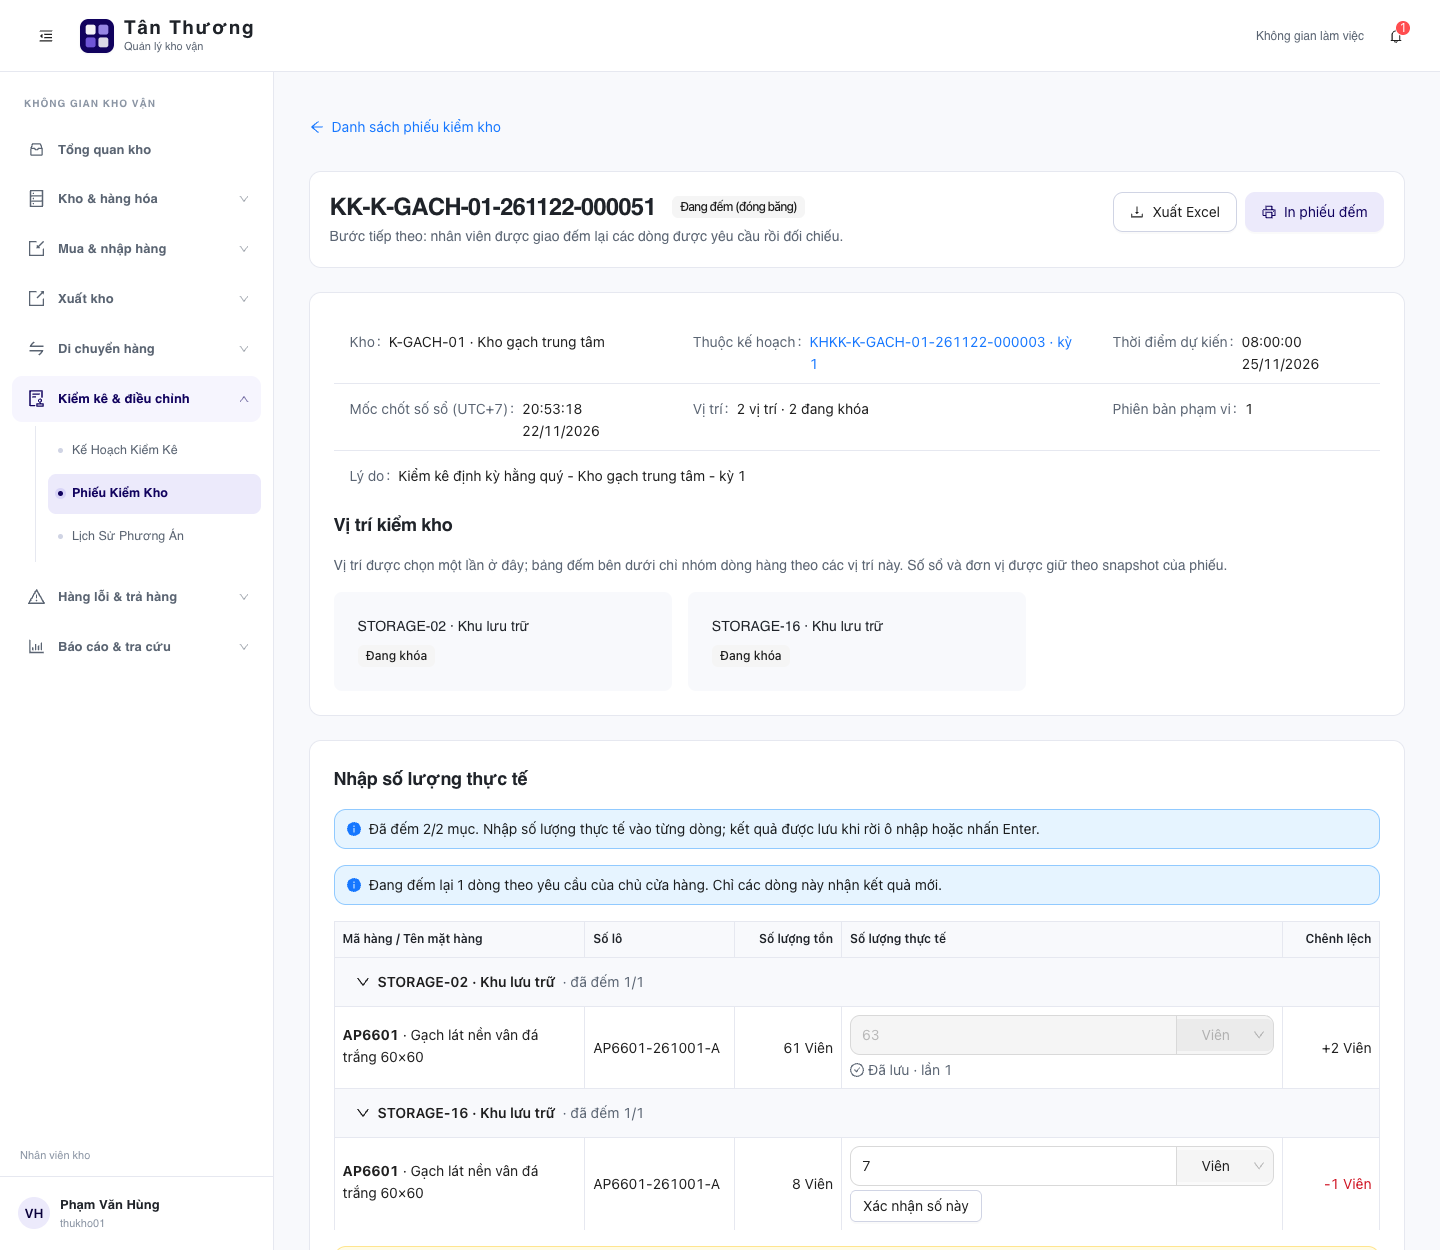 Tân Thương
Quản lý kho vận
Không gian làm việc
1
KHÔNG GIAN KHO VẬN
Tổng quan kho
Kho & hàng hóa
Mua & nhập hàng
Xuất kho
Di chuyển hàng
Kiểm kê & điều chỉnh
Kế Hoạch Kiểm Kê
Phiếu Kiểm Kho
Lịch Sử Phương Án
Hàng lỗi & trả hàng
Báo cáo & tra cứu
Nhân viên kho
VH
Phạm Văn Hùng
thukho01
Danh sách phiếu kiểm kho
KK-K-GACH-01-261122-000051
Đang đếm (đóng băng)
Bước tiếp theo: nhân viên được giao đếm lại các dòng được yêu cầu rồi đối chiếu.
Xuất Excel
In phiếu đếm
Kho: K-GACH-01 · Kho gạch trung tâm
Thuộc kế hoạch: KHKK-K-GACH-01-261122-000003 · kỳ
1
Thời điểm dự kiến: 08:00:00
25/11/2026
Mốc chốt số sổ (UTC+7): 20:53:18
22/11/2026
Vị trí: 2 vị trí · 2 đang khóa
Phiên bản phạm vi: 1
Lý do: Kiểm kê định kỳ hằng quý - Kho gạch trung tâm - kỳ 1
Vị trí kiểm kho
Vị trí được chọn một lần ở đây; bảng đếm bên dưới chỉ nhóm dòng hàng theo các vị trí này. Số sổ và đơn vị được giữ theo snapshot của phiếu.
STORAGE-02 · Khu lưu trữ
Đang khóa
STORAGE-16 · Khu lưu trữ
Đang khóa
Nhập số lượng thực tế
Đã đếm 2/2 mục. Nhập số lượng thực tế vào từng dòng; kết quả được lưu khi rời ô nhập hoặc nhấn Enter.
Đang đếm lại 1 dòng theo yêu cầu của chủ cửa hàng. Chỉ các dòng này nhận kết quả mới.
Mã hàng / Tên mặt hàng
Số lô
Số lượng tồn
Số lượng thực tế
Chênh lệch
STORAGE-02 · Khu lưu trữ · đã đếm 1/1
AP6601 · Gạch lát nền vân đá
trắng 60×60
AP6601-261001-A
61 Viên
63
Viên
Đã lưu · lần 1
+2 Viên
STORAGE-16 · Khu lưu trữ · đã đếm 1/1
AP6601 · Gạch lát nền vân đá
trắng 60×60
AP6601-261001-A
8 Viên
7
Viên
Xác nhận số này
-1 Viên